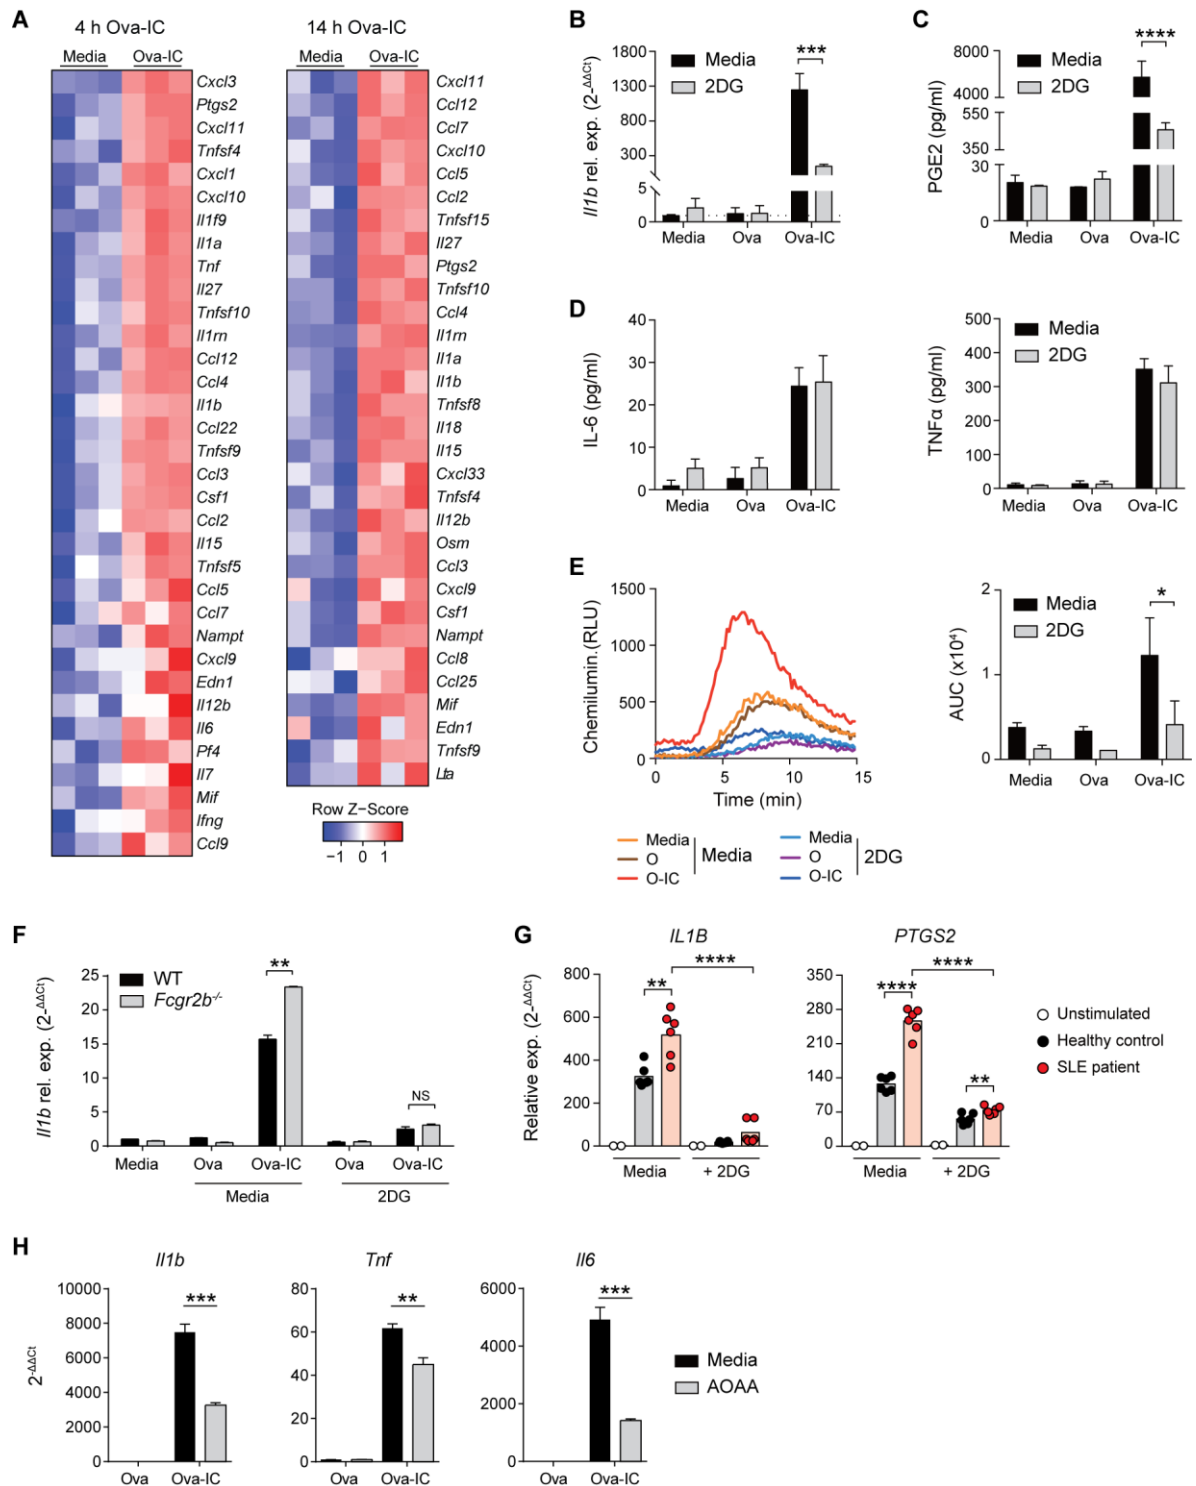 A
4 h Ova-IC
Media
Ova-IC
Cxcl3
Ptgs2
Cxcl11
Tnfsf4
Cxcl1
Cxcl10
Il1f9
Il1a
Tnf
Il27
Tnfsf10
Il1rn
Ccl12
Ccl4
Il1b
Ccl22
Tnfsf9
Ccl3
Csf1
Ccl2
Il15
Tnfsf5
Ccl5
Ccl7
Nampt
Cxcl9
Edn1
Il12b
Il6
Pf4
Il7
Mif
Ifng
Ccl9
14 h Ova-IC
Media
Ova-IC
Cxcl11
Ccl12
Ccl7
Cxcl10
Ccl5
Ccl2
Tnfsf15
Il27
Ptgs2
Tnfsf10
Ccl4
Il1rn
Il1a
Il1b
Tnfsf8
Il18
Il15
Cxcl33
Tnfsf4
Il12b
Osm
Ccl3
Cxcl9
Csf1
Nampt
Ccl8
Ccl25
Mif
Edn1
Tnfsf9
Lta
Row Z−Score
−1 0 1
B
Il1b rel. exp. (2-ΔΔCt)
1800
1300
800
300
5
0
Media
2DG
***
Media Ova Ova-IC
C
PGE2 (pg/ml)
8000
4000
550
350
30
0
Media
2DG
****
Media Ova Ova-IC
D
IL-6 (pg/ml)
40
30
20
10
0
Media Ova Ova-IC
TNFα (pg/ml)
500
400
300
200
100
0
Media
2DG
Media Ova Ova-IC
E
Chemilumin.(RLU)
1500
1000
500
0
0 5 10 15
Time (min)
Media
O
O-IC
Media
Media
O
O-IC
2DG
AUC (x10⁴)
2
1
0
Media
2DG
*
Media Ova Ova-IC
F
Il1b rel. exp. (2-ΔΔCt)
25
20
15
10
5
0
WT
Fcgr2b-/-
**
NS
Media Ova Ova-IC Ova Ova-IC
Media 2DG
G
IL1B
Relative exp. (2-ΔΔCt)
800
600
400
200
0
**
****
Media + 2DG
PTGS2
350
280
210
140
70
0
****
****
**
Media + 2DG
Unstimulated
Healthy control
SLE patient
H
Il1b
2-ΔΔCt
10000
8000
6000
4000
2000
0
***
Ova Ova-IC
Tnf
80
60
40
20
0
**
Ova Ova-IC
Il6
6000
4000
2000
0
***
Ova Ova-IC
Media
AOAA